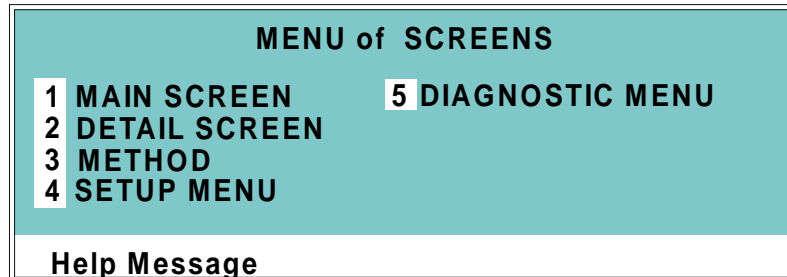 MENU of SCREENS
1 MAIN SCREEN 5 DIAGNOSTIC MENU
2 DETAIL SCREEN
3 METHOD
4 SETUP MENU
Help Message